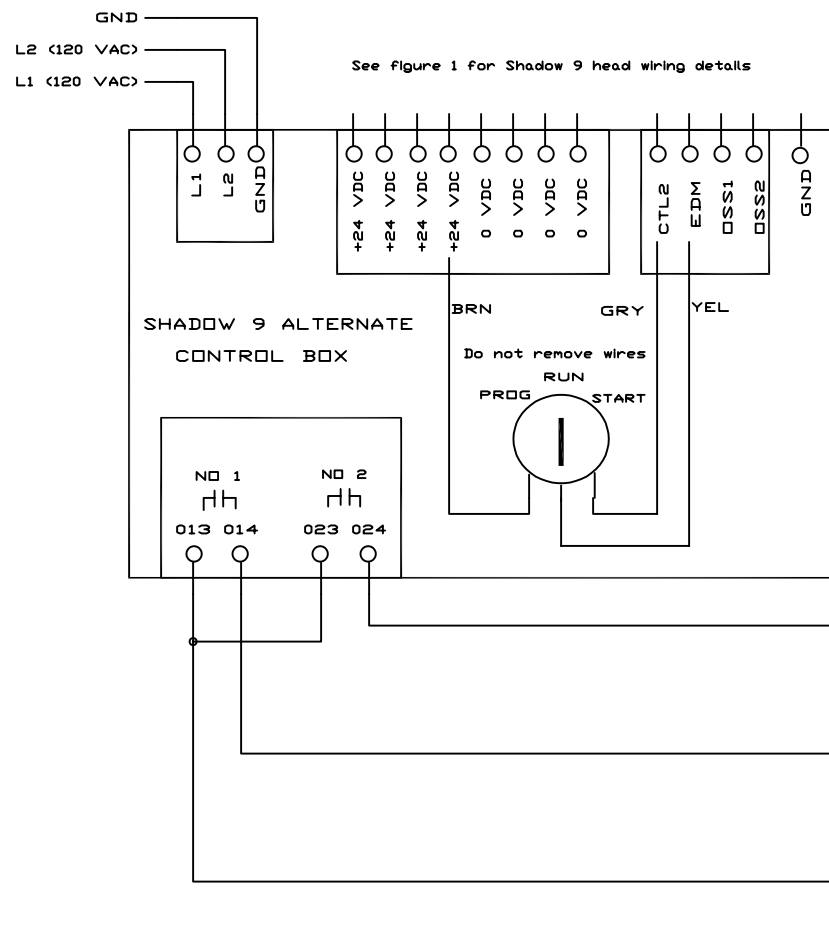 GND
L2 (120 VAC)
L1 (120 VAC)
See figure 1 for Shadow 9 head wiring details
L1
L2
GND
+24 VDC
+24 VDC
+24 VDC
+24 VDC
0 VDC
0 VDC
0 VDC
0 VDC
CTL2
EDM
OSS1
OSS2
GND
BRN
GRY
YEL
SHADOW 9 ALTERNATE
CONTROL BOX
Do not remove wires
RUN
PROG
START
NO 1
NO 2
013
014
023
024